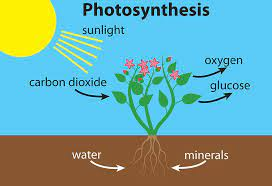 Photosynthesis
sunlight
oxygen
carbon dioxide
glucose
water
minerals